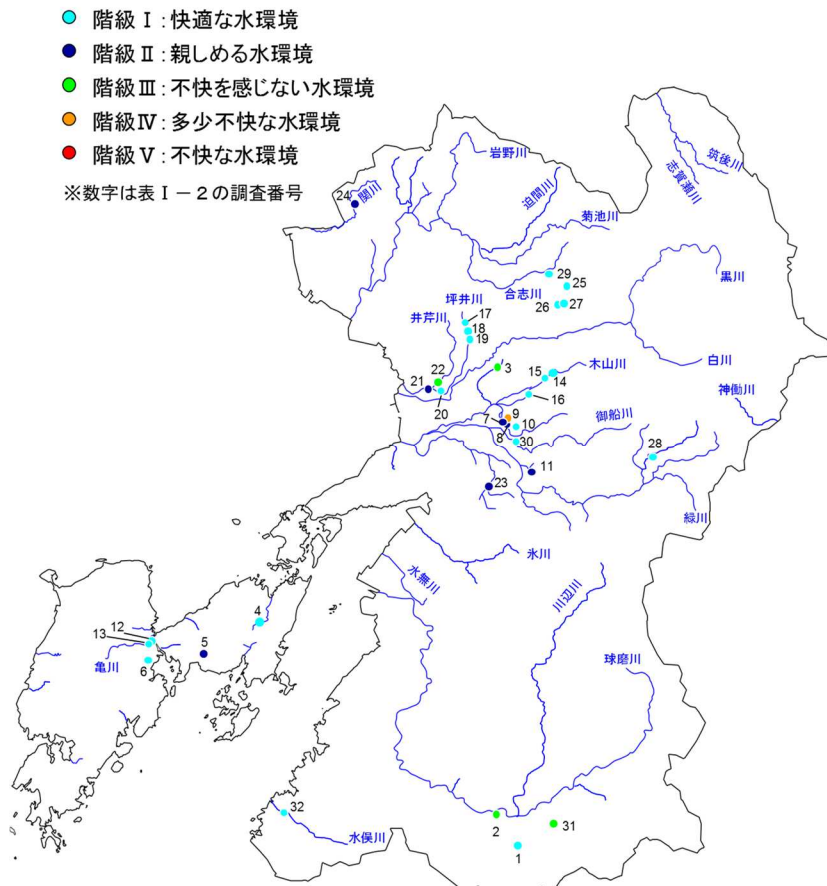 階級Ⅰ:快適な水環境
階級Ⅱ:親しめる水環境
階級Ⅲ:不快を感じない水環境
階級Ⅳ:多少不快な水環境
階級Ⅴ:不快な水環境
※数字は表Ⅰ-2の調査番号
岩野川
筑後川
志賀瀬川
迫間川
24
関川
菊池川
29
25
黒川
合志川
26
27
坪井川
17
井芹川
18
19
22
3
15
木山川
白川
14
21
20
16
神働川
9
御船川
7
10
8
30
28
11
23
緑川
氷川
水無川
川辺川
4
12
13
5
球磨川
亀川
6
32
2
31
水俣川
1